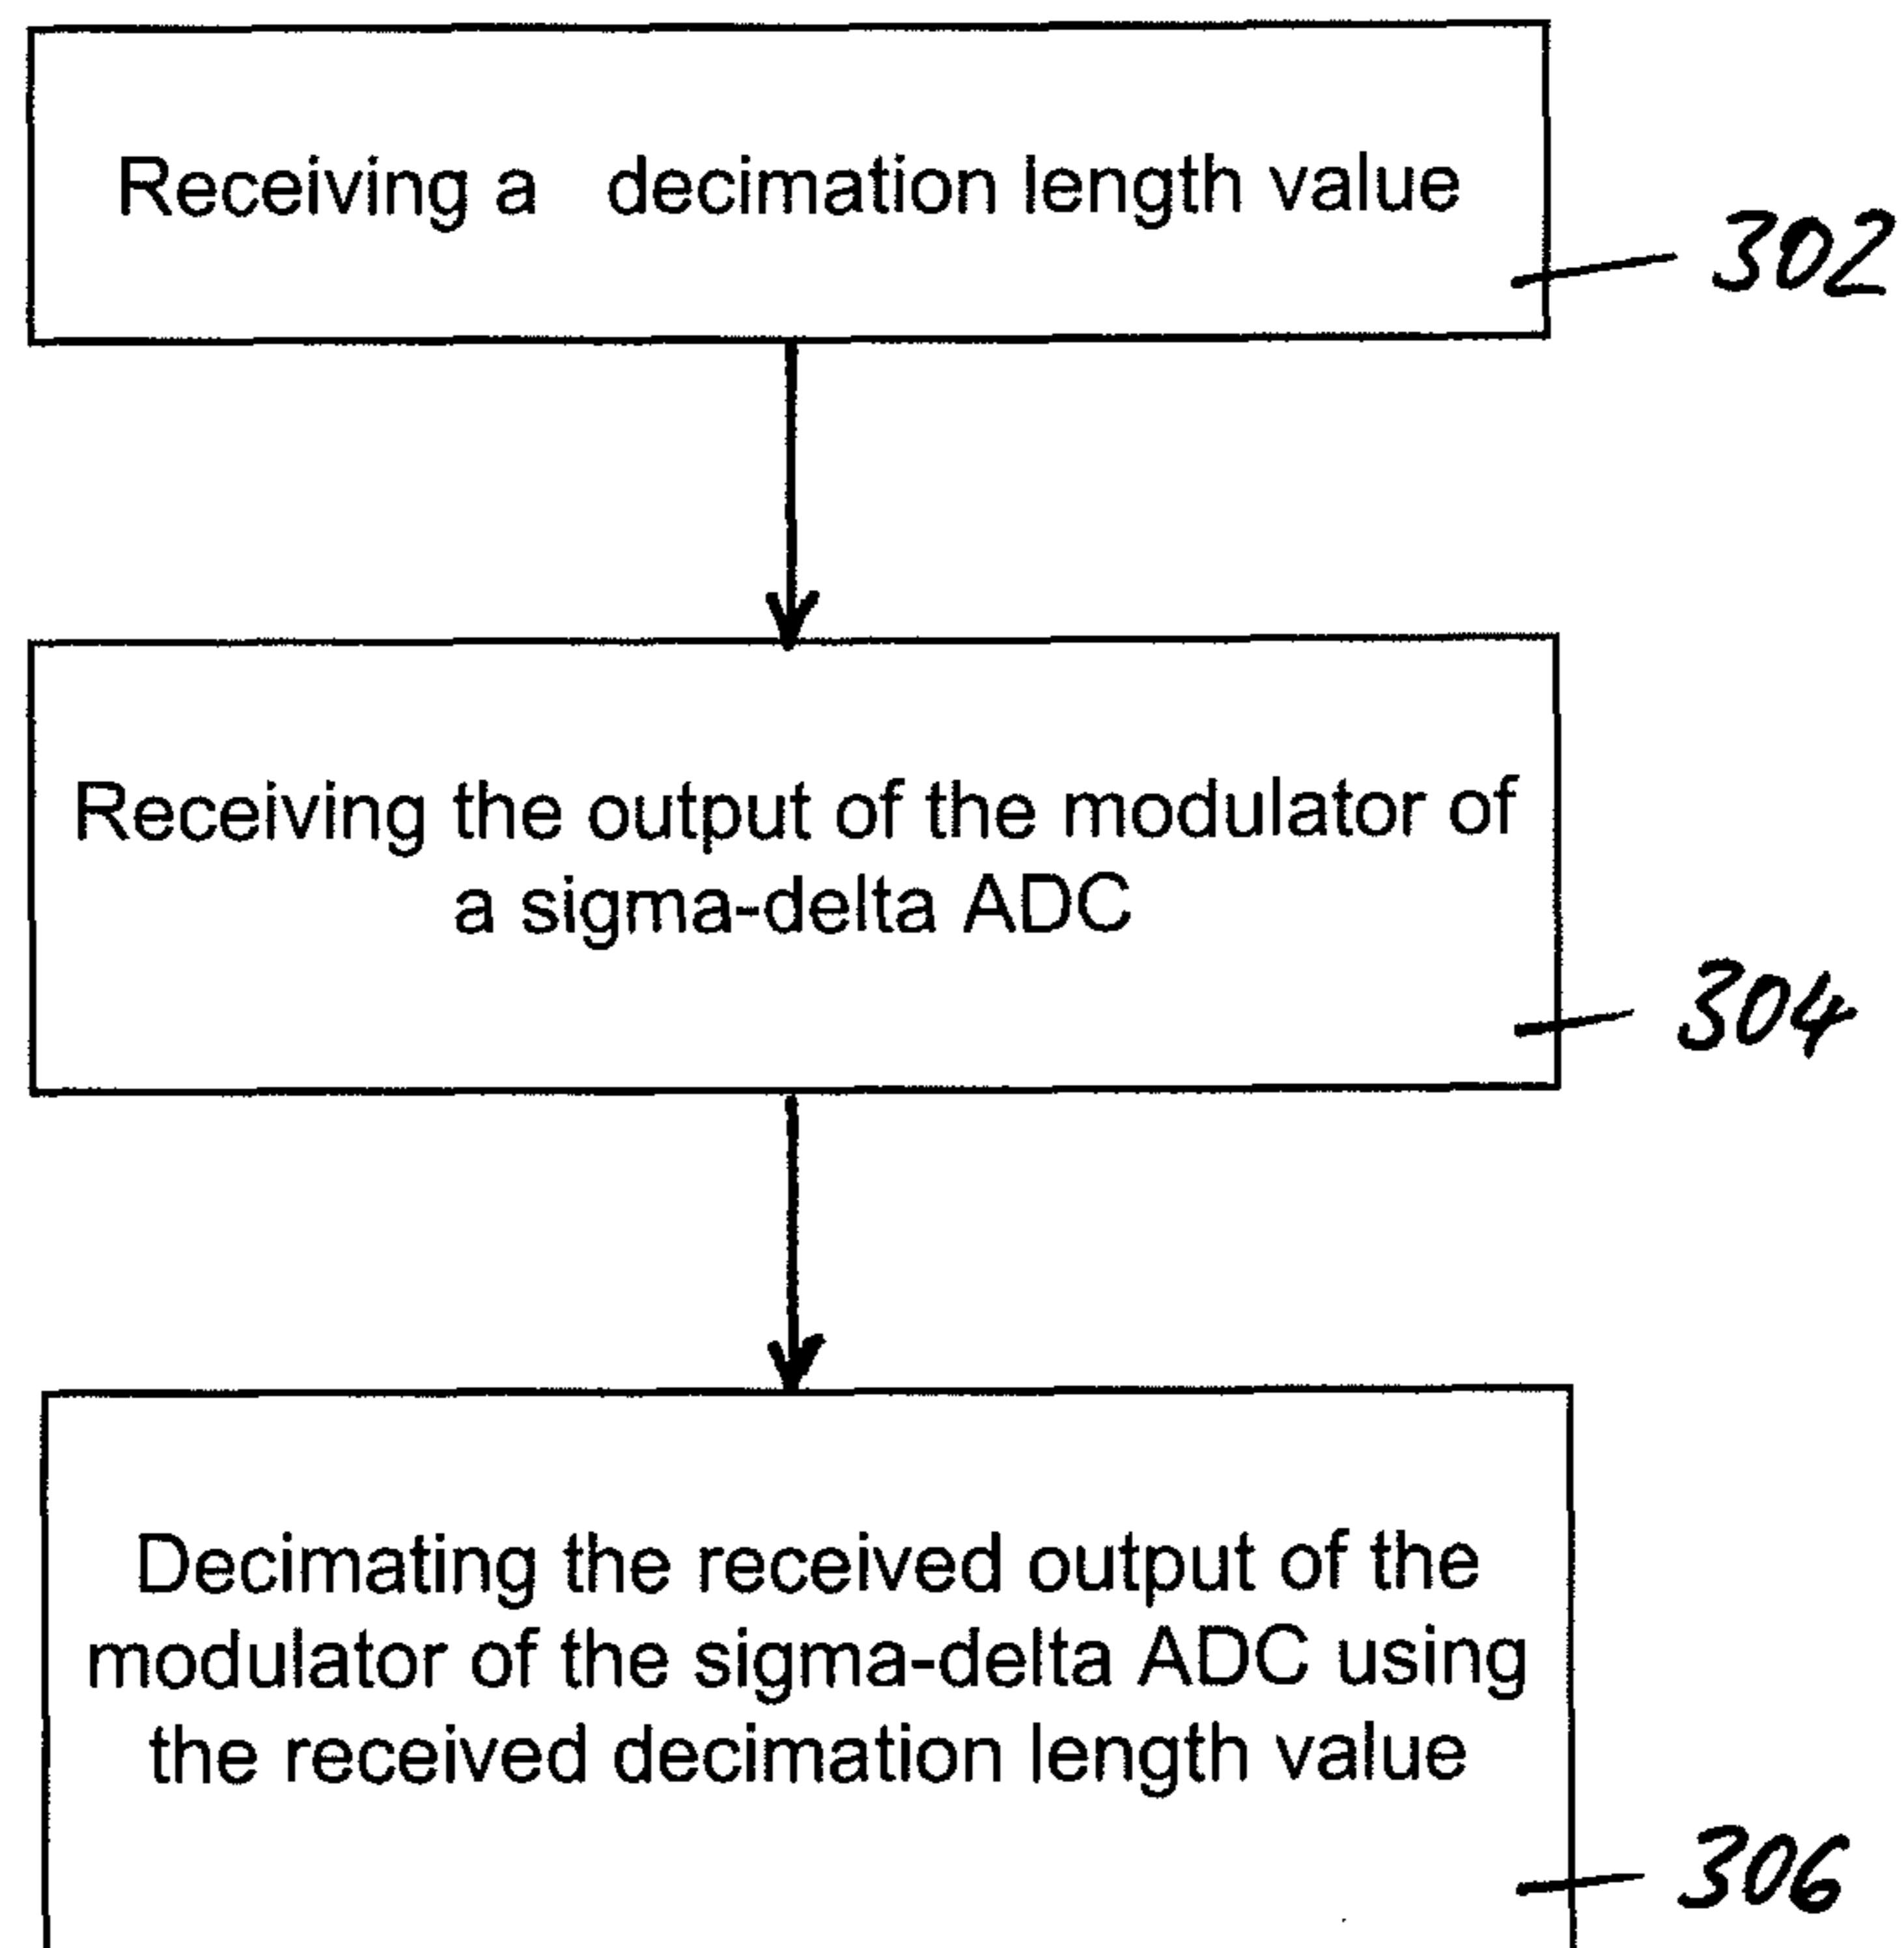 Receiving a decimation length value
302
Receiving the output of the modulator of
a sigma-delta ADC
304
Decimating the received output of the
modulator of the sigma-delta ADC using
the received decimation length value
306